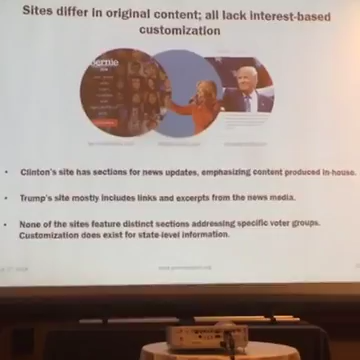 Sites differ in original content; all lack interest-based
customization
Bernie
• Clinton's site has sections for news updates, emphasizing content produced in-house.
• Trump's site mostly includes links and excerpts from the news media.
• None of the sites feature distinct sections addressing specific voter groups.
Customization does exist for state-level information.